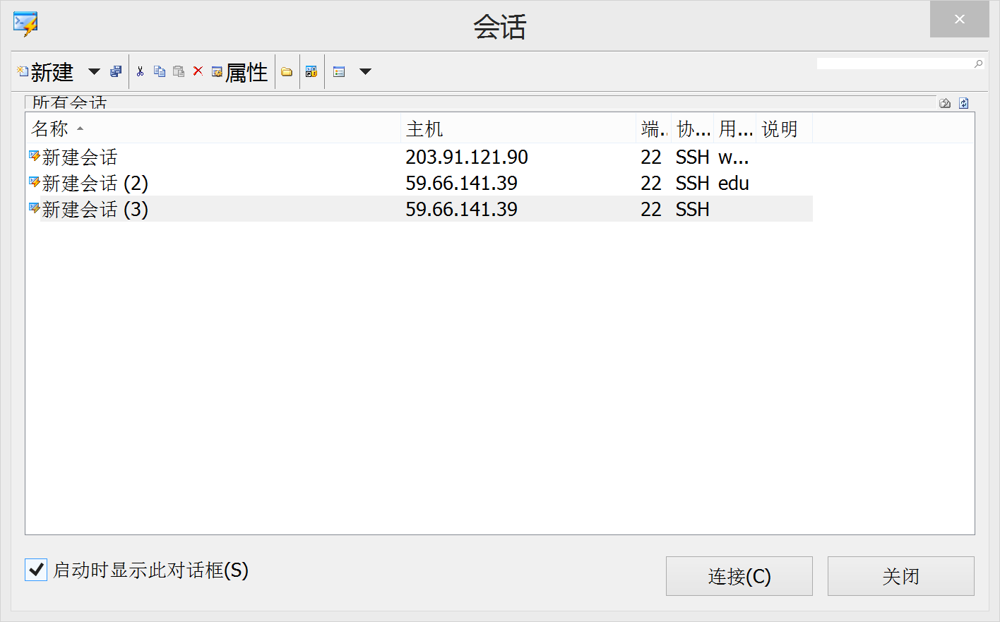 会话
新建 属性
所有会话
名称 主机 端.. 协... 用... 说明
新建会话 203.91.121.90 22 SSH w...
新建会话 (2) 59.66.141.39 22 SSH edu
新建会话 (3) 59.66.141.39 22 SSH
启动时显示此对话框(S) 连接(C) 关闭